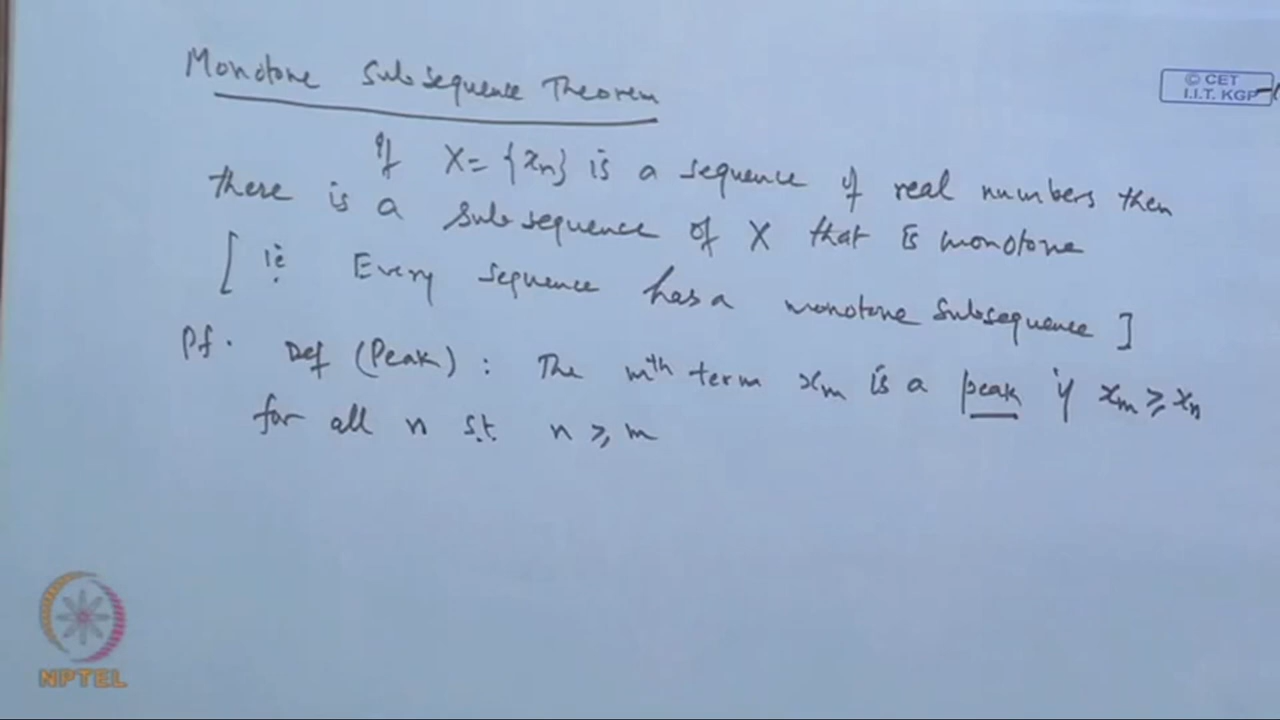 Monotone Subsequence Theorem
© CET
I.I.T. KGP
If X = {xₙ} is a sequence of real numbers then
there is a subsequence of X that is monotone
[ ie: Every sequence has a monotone subsequence ]
Pf. Def (Peak) : The mᵗʰ term xₘ is a peak if xₘ ≥ xₙ
for all n s.t. n ≥ m
NPTEL